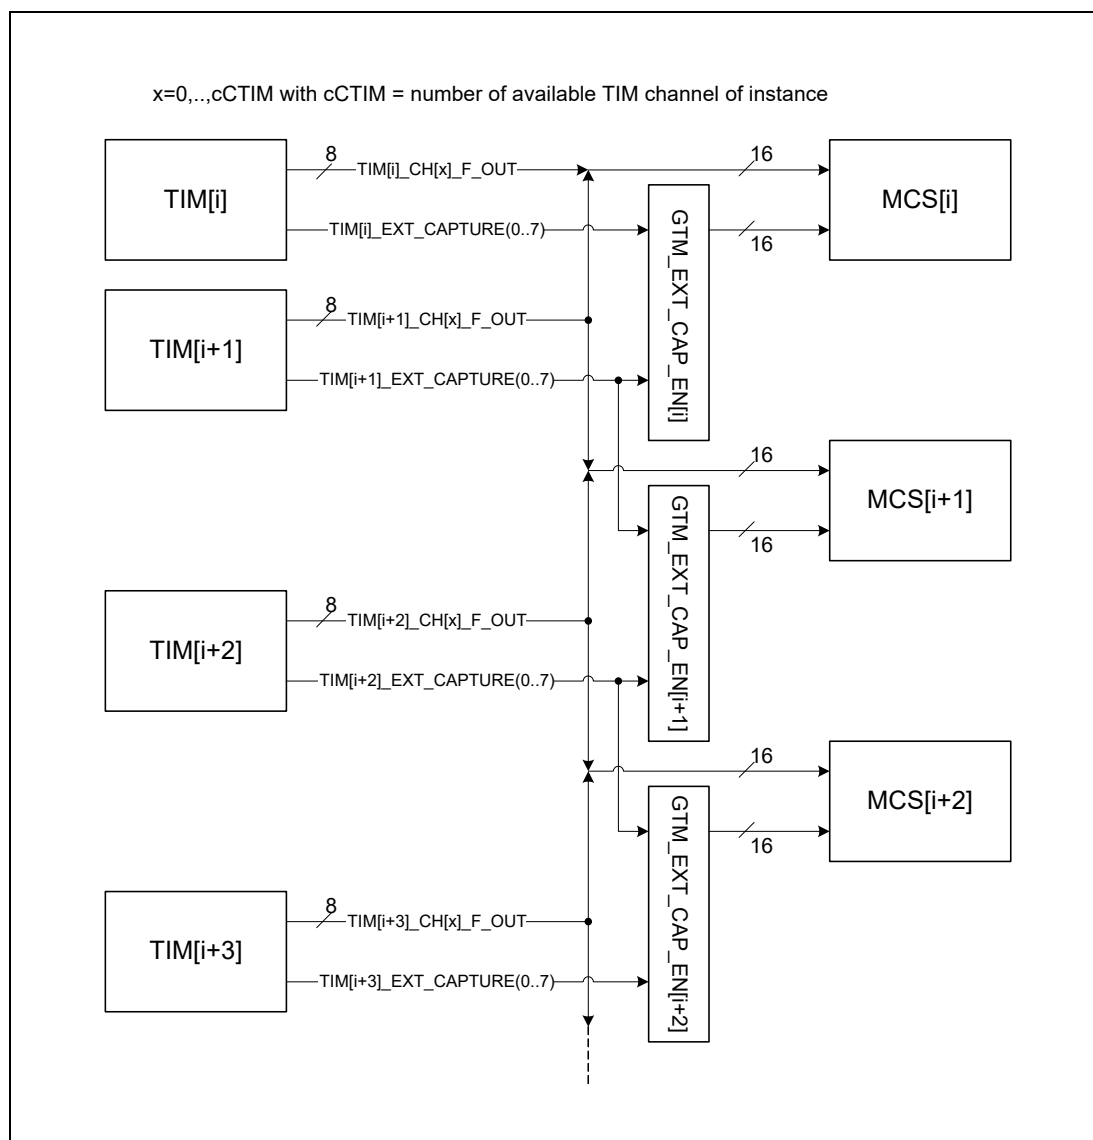 x=0,..,cCTIM with cCTIM = number of available TIM channel of instance
TIM[i]
8
TIM[i]_CH[x]_F_OUT
16
MCS[i]
TIM[i]_EXT_CAPTURE(0..7)
GTM_EXT_CAP_EN[i]
16
TIM[i+1]
8
TIM[i+1]_CH[x]_F_OUT
TIM[i+1]_EXT_CAPTURE(0..7)
16
MCS[i+1]
GTM_EXT_CAP_EN[i+1]
16
TIM[i+2]
8
TIM[i+2]_CH[x]_F_OUT
TIM[i+2]_EXT_CAPTURE(0..7)
16
MCS[i+2]
GTM_EXT_CAP_EN[i+2]
16
TIM[i+3]
8
TIM[i+3]_CH[x]_F_OUT
TIM[i+3]_EXT_CAPTURE(0..7)